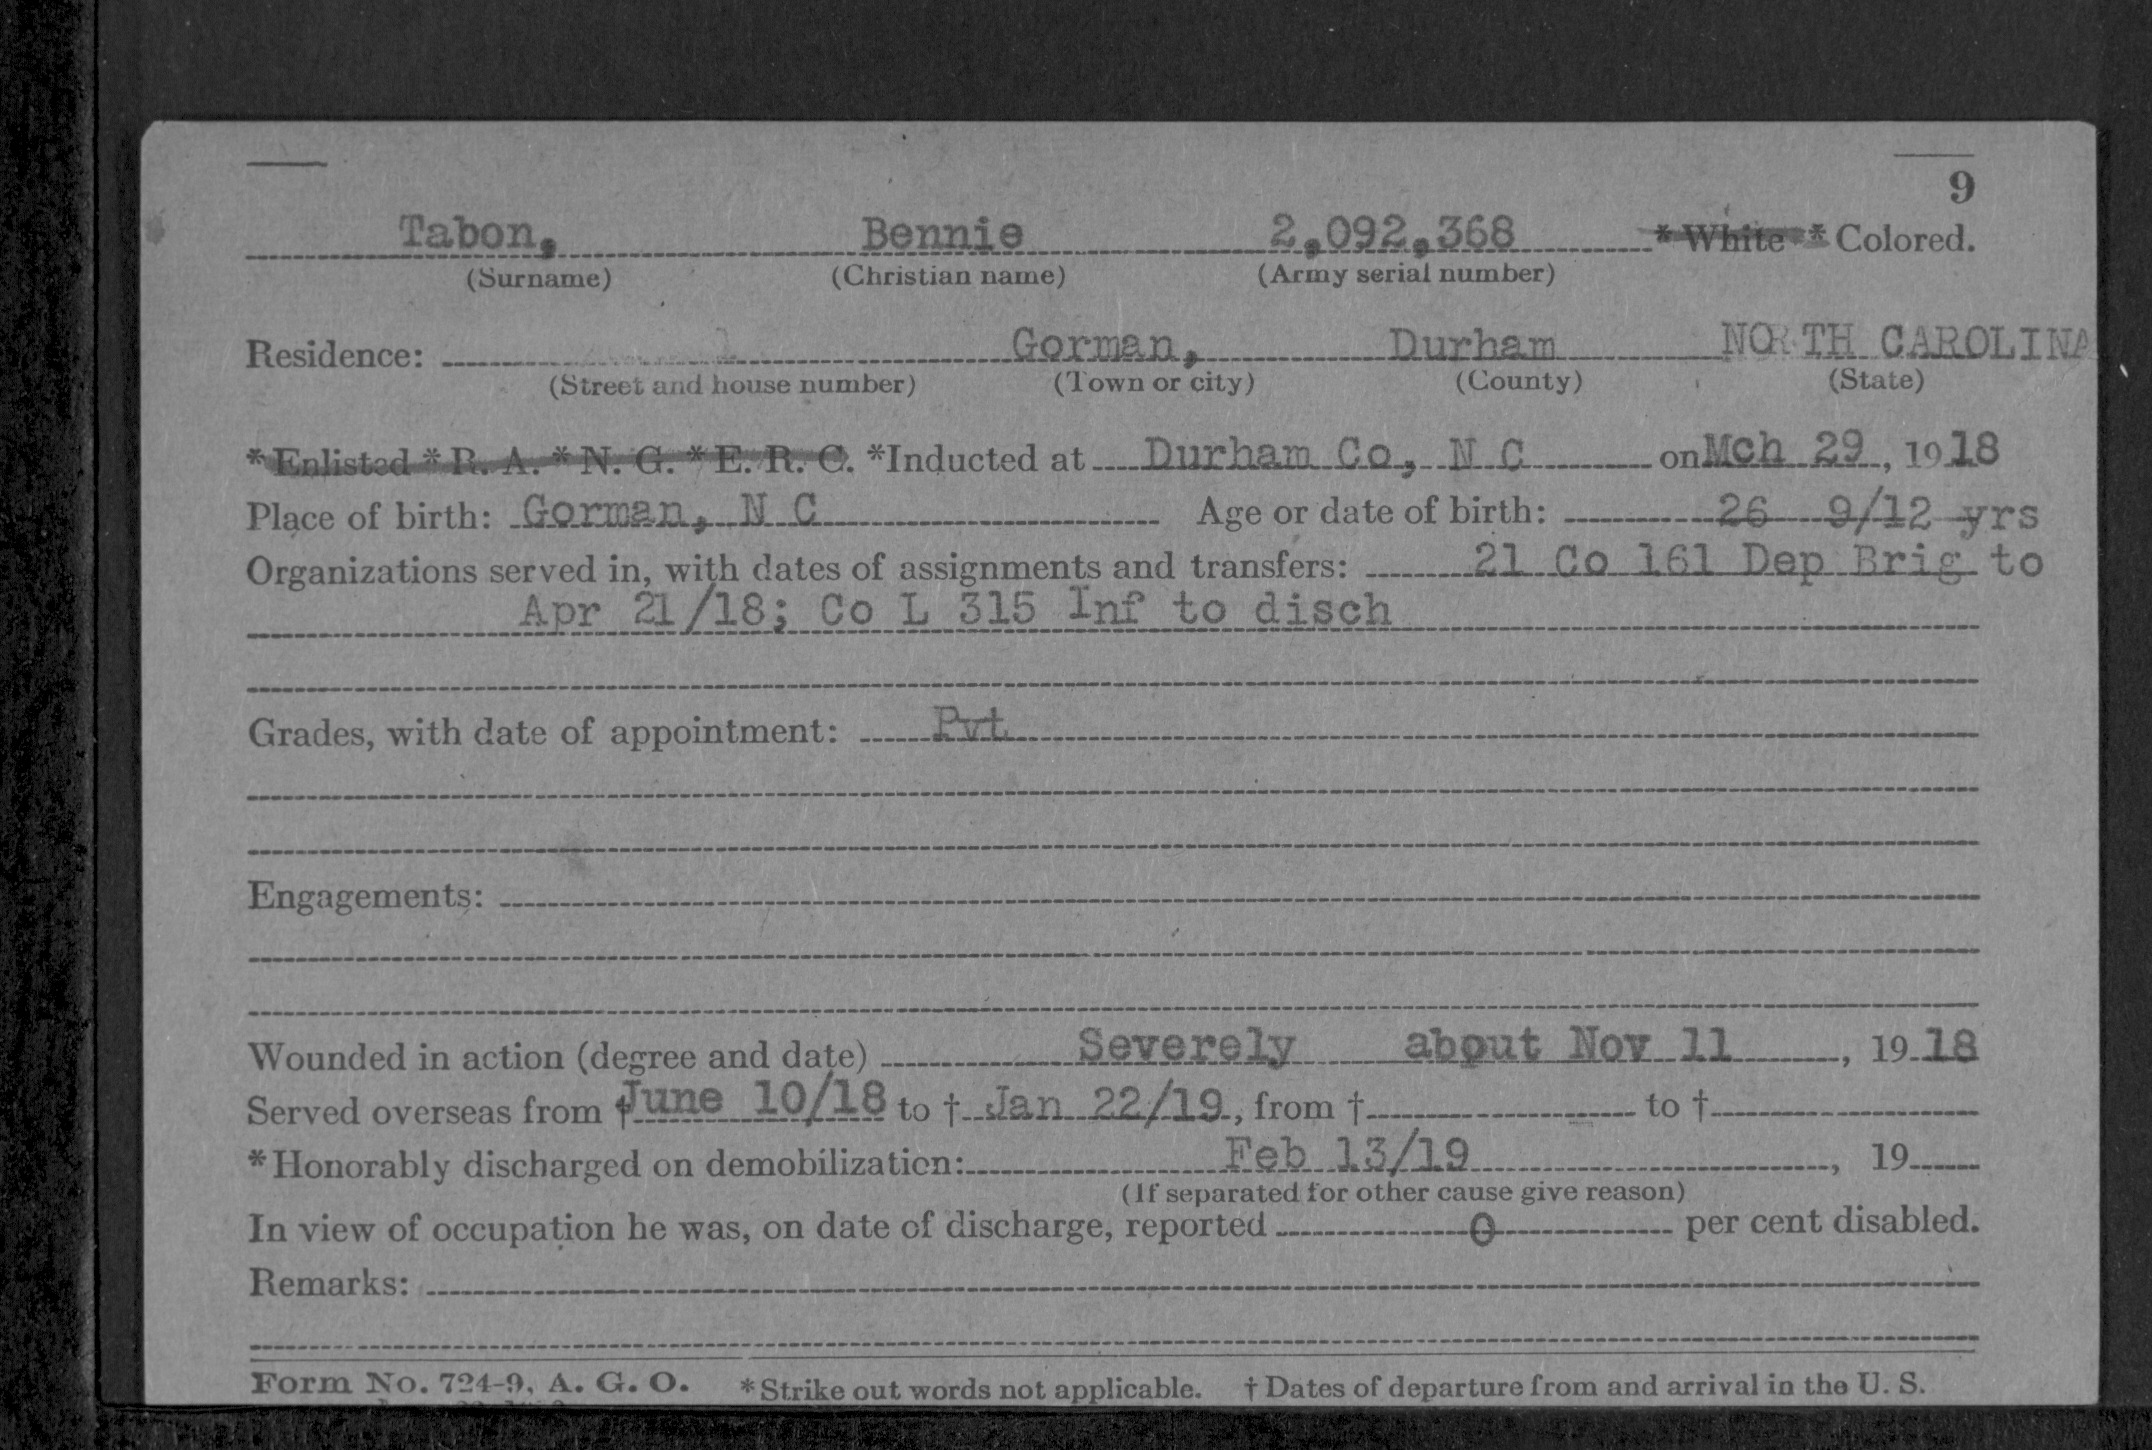 9
Tabon, Bennie 2,092,368 * White * Colored.
(Surname) (Christian name) (Army serial number)
Residence: Gorman, Durham NORTH CAROLINA
(Street and house number) (Town or city) (County) (State)
* Enlisted * R. A. * N. G. * E. R. C. *Inducted at Durham Co, N C on Mch 29, 1918
Place of birth: Gorman, N C Age or date of birth: 26 9/12 yrs
Organizations served in, with dates of assignments and transfers: 21 Co 161 Dep Brig to
Apr 21/18; Co L 315 Inf to disch
Grades, with date of appointment: Pvt
Engagements:
Wounded in action (degree and date) Severely about Nov 11, 1918
Served overseas from † June 10/18 to † Jan 22/19, from † to †
*Honorably discharged on demobilization: Feb 13/19, 19
(If separated for other cause give reason)
In view of occupation he was, on date of discharge, reported 0 per cent disabled.
Remarks:
Form No. 724-9, A. G. O. *Strike out words not applicable. † Dates of departure from and arrival in the U. S.